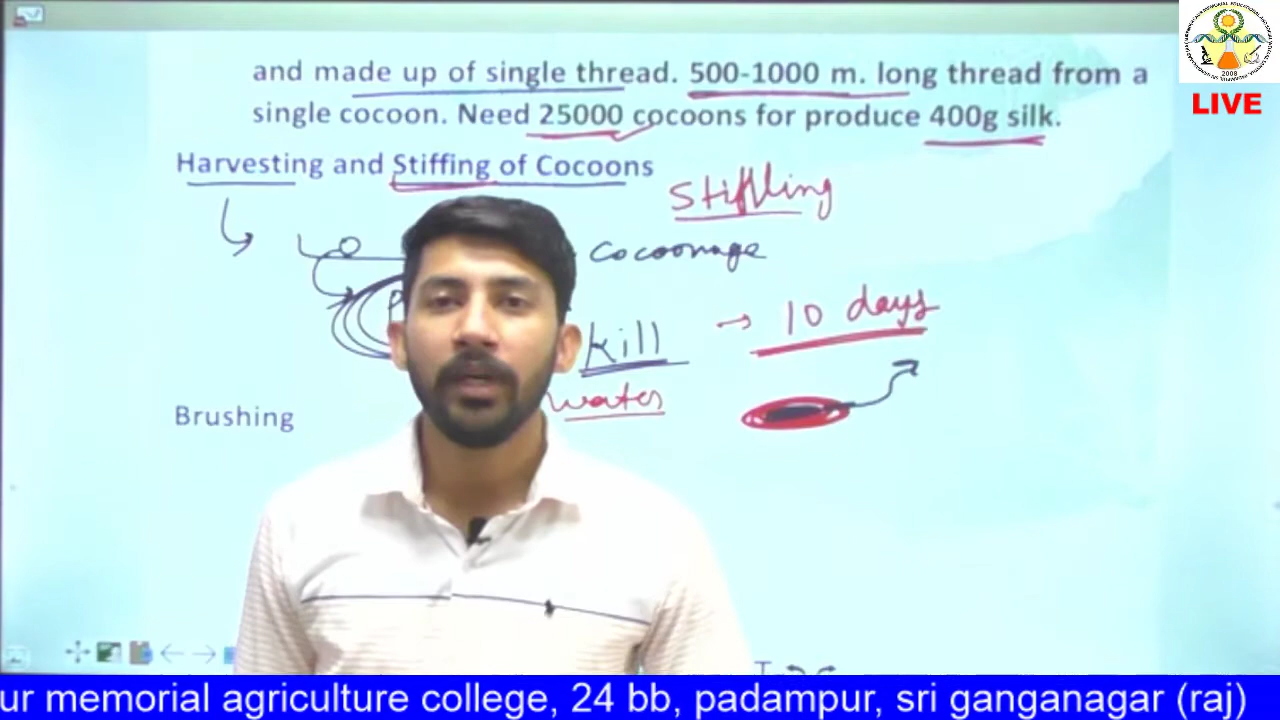 and made up of single thread. 500-1000 m. long thread from a
single cocoon. Need 25000 cocoons for produce 400g silk.
LIVE
Harvesting and Stiffing of Cocoons
Stiffling
Cocoonage
kill → 10 days
water
Brushing
2008
ur memorial agriculture college, 24 bb, padampur, sri ganganagar (raj)